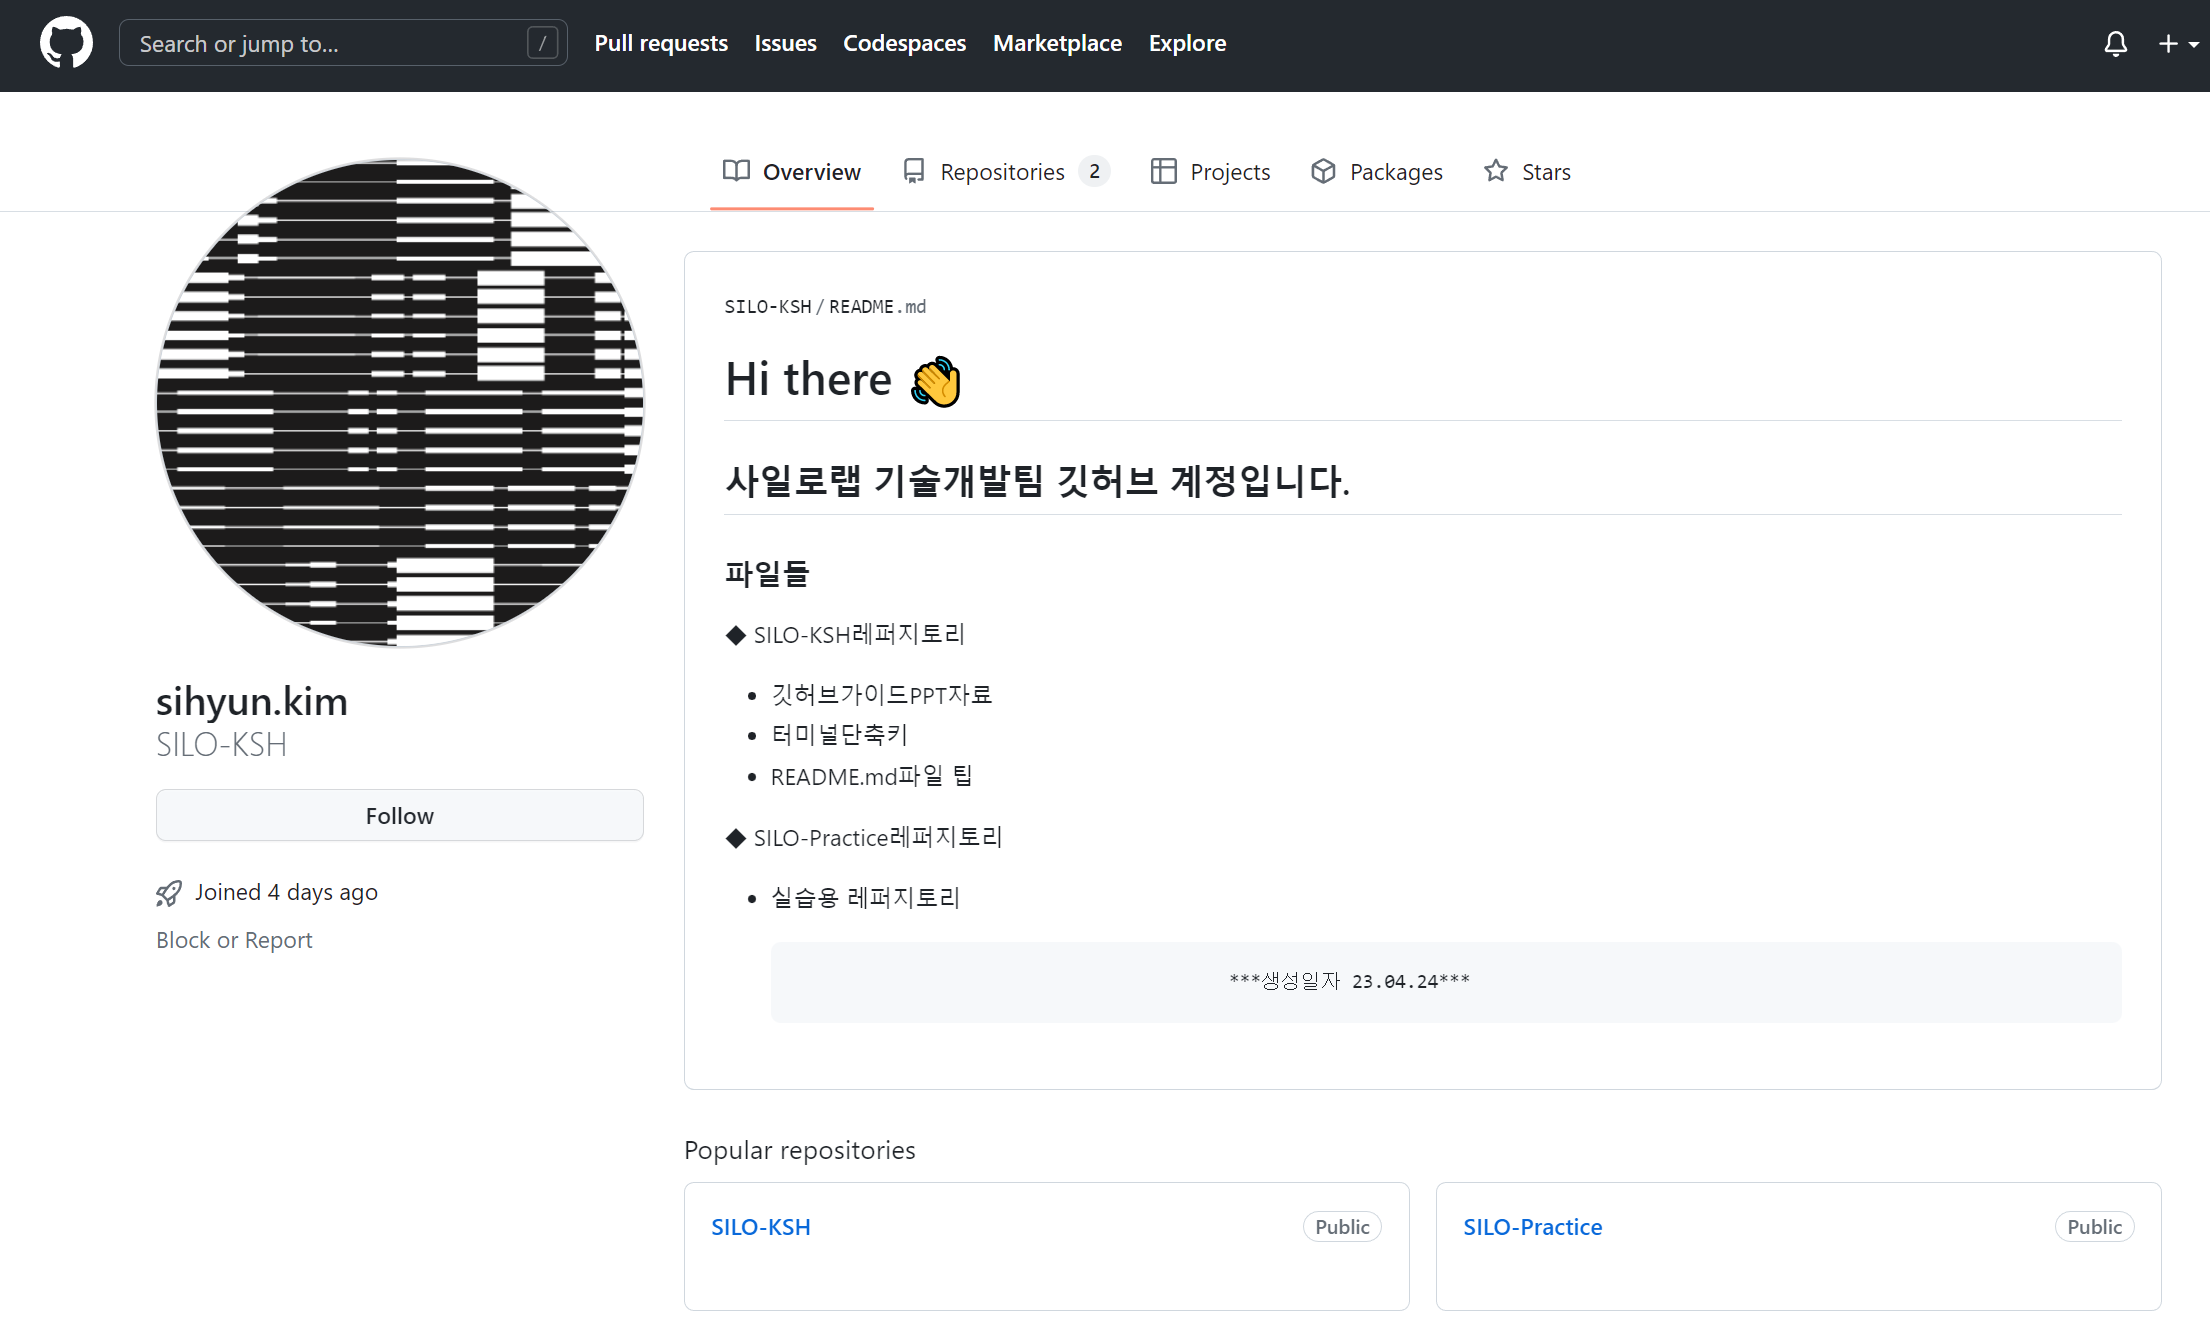 Search or jump to...
/
Pull requests
Issues
Codespaces
Marketplace
Explore
Overview
Repositories 2
Projects
Packages
Stars
sihyun.kim
SILO-KSH
Follow
Joined 4 days ago
Block or Report
SILO-KSH / README.md
Hi there 👋
사일로랩 기술개발팀 깃허브 계정입니다.
파일들
◆ SILO-KSH레퍼지토리
• 깃허브가이드PPT자료
• 터미널단축키
• README.md파일 팁
◆ SILO-Practice레퍼지토리
• 실습용 레퍼지토리
***생성일자 23.04.24***
Popular repositories
SILO-KSH
Public
SILO-Practice
Public